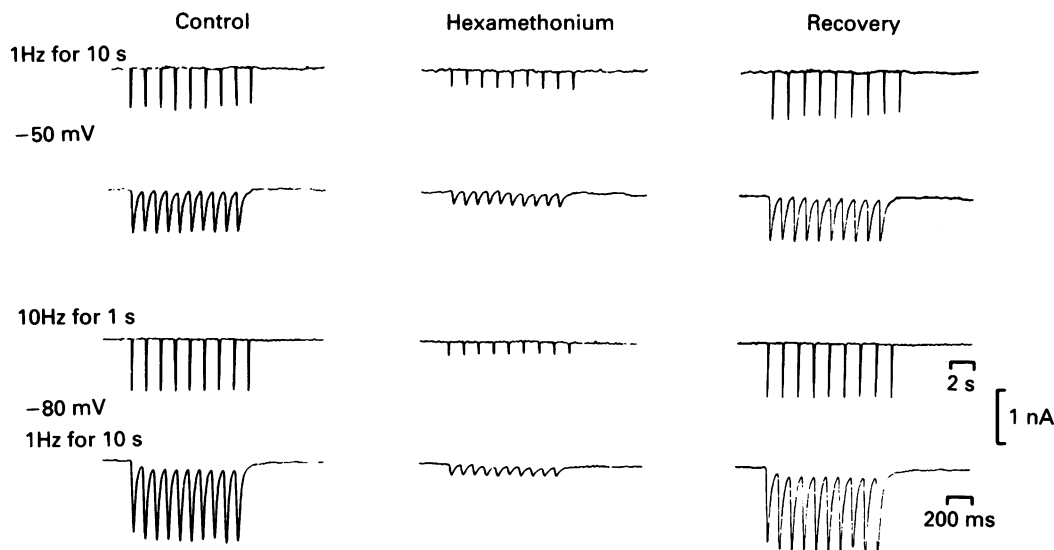 Control
Hexamethonium
Recovery
1Hz for 10 s
−50 mV
10Hz for 1 s
2 s
−80 mV
1 nA
1Hz for 10 s
200 ms